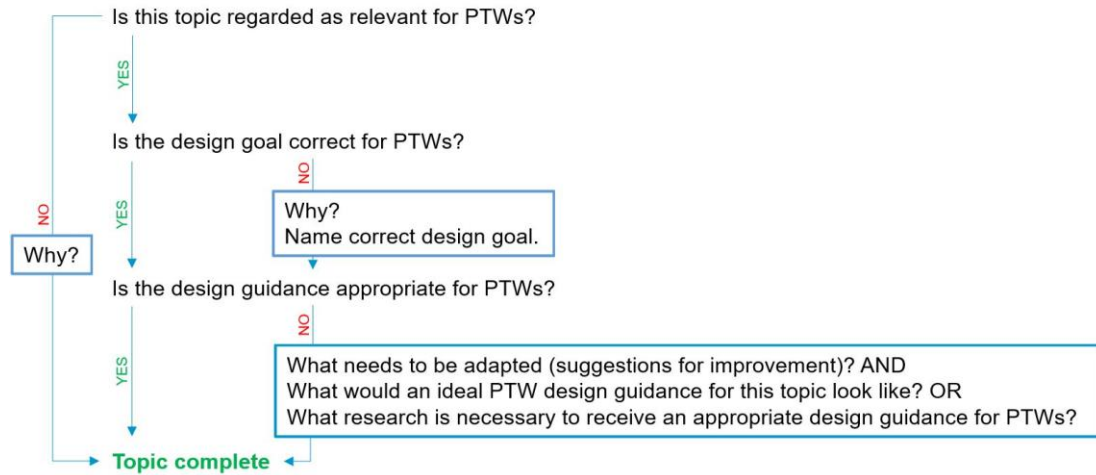 Is this topic regarded as relevant for PTWs?
YES
Is the design goal correct for PTWs?
NO
YES
NO
Why?
Name correct design goal.
Why?
Is the design guidance appropriate for PTWs?
NO
YES
What needs to be adapted (suggestions for improvement)? AND
What would an ideal PTW design guidance for this topic look like? OR
What research is necessary to receive an appropriate design guidance for PTWs?
Topic complete